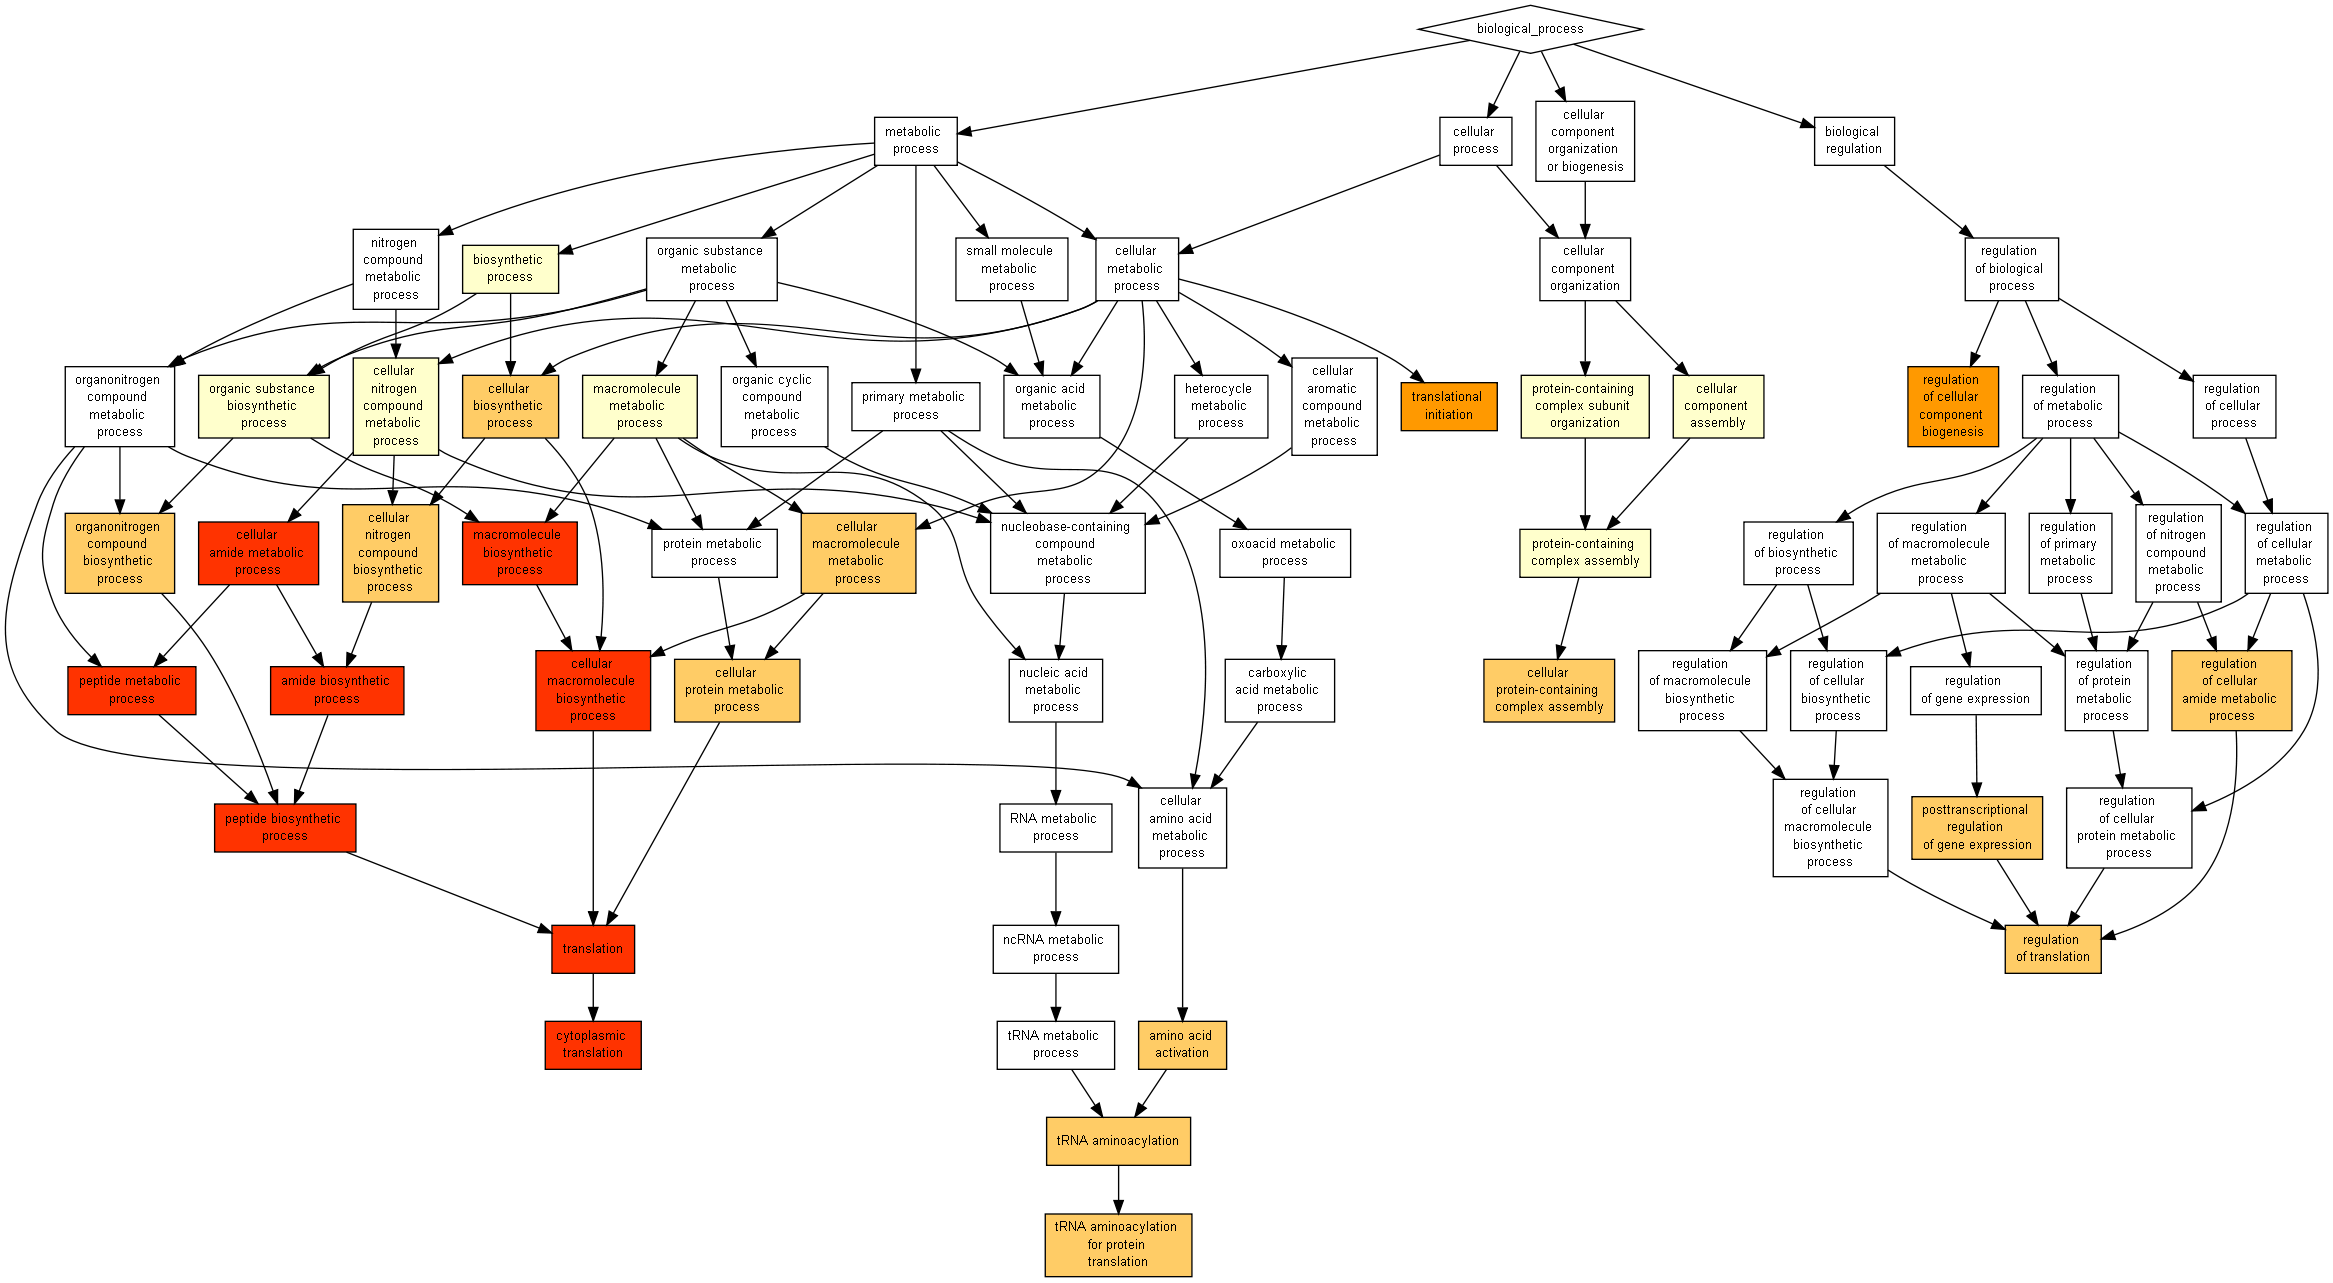 biological_process
metabolic
process
cellular
process
cellular
component
organization
or biogenesis
biological
regulation
nitrogen
compound
metabolic
process
biosynthetic
process
organic substance
metabolic
process
small molecule
metabolic
process
cellular
metabolic
process
cellular
component
organization
regulation
of biological
process
organonitrogen
compound
metabolic
process
organic substance
biosynthetic
process
cellular
nitrogen
compound
metabolic
process
cellular
biosynthetic
process
macromolecule
metabolic
process
organic cyclic
compound
metabolic
process
primary metabolic
process
organic acid
metabolic
process
heterocycle
metabolic
process
cellular
aromatic
compound
metabolic
process
translational
initiation
protein-containing
complex subunit
organization
cellular
component
assembly
regulation
of cellular
component
biogenesis
regulation
of metabolic
process
regulation
of cellular
process
organonitrogen
compound
biosynthetic
process
cellular
amide metabolic
process
cellular
nitrogen
compound
biosynthetic
process
macromolecule
biosynthetic
process
protein metabolic
process
cellular
macromolecule
metabolic
process
nucleobase-containing
compound
metabolic
process
oxoacid metabolic
process
protein-containing
complex assembly
regulation
of biosynthetic
process
regulation
of macromolecule
metabolic
process
regulation
of primary
metabolic
process
regulation
of nitrogen
compound
metabolic
process
regulation
of cellular
metabolic
process
peptide metabolic
process
amide biosynthetic
process
cellular
macromolecule
biosynthetic
process
cellular
protein metabolic
process
nucleic acid
metabolic
process
carboxylic
acid metabolic
process
cellular
protein-containing
complex assembly
regulation
of macromolecule
biosynthetic
process
regulation
of cellular
biosynthetic
process
regulation
of gene expression
regulation
of protein
metabolic
process
regulation
of cellular
amide metabolic
process
peptide biosynthetic
process
RNA metabolic
process
cellular
amino acid
metabolic
process
regulation
of cellular
macromolecule
biosynthetic
process
posttranscriptional
regulation
of gene expression
regulation
of cellular
protein metabolic
process
translation
ncRNA metabolic
process
regulation
of translation
cytoplasmic
translation
tRNA metabolic
process
amino acid
activation
tRNA aminoacylation
tRNA aminoacylation
for protein
translation